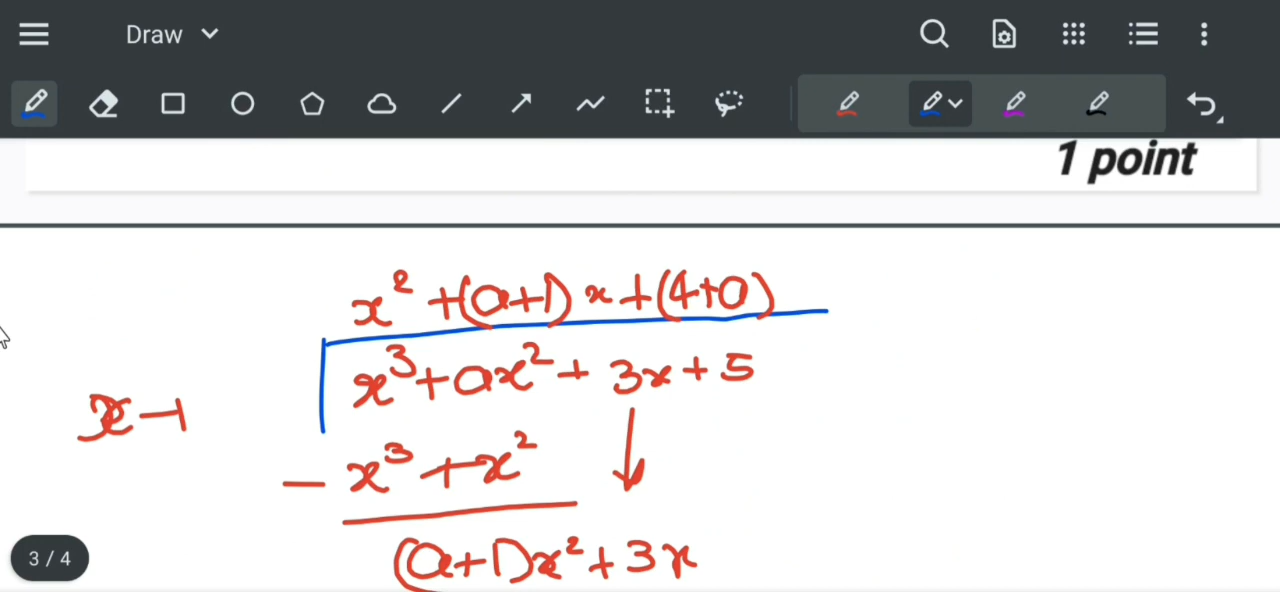 Draw
1 point
x² +(a+1) x +(4+a)
x³+ax²+ 3x+5
x-1
- x³ +x²
(a+1)x²+3x
3 / 4